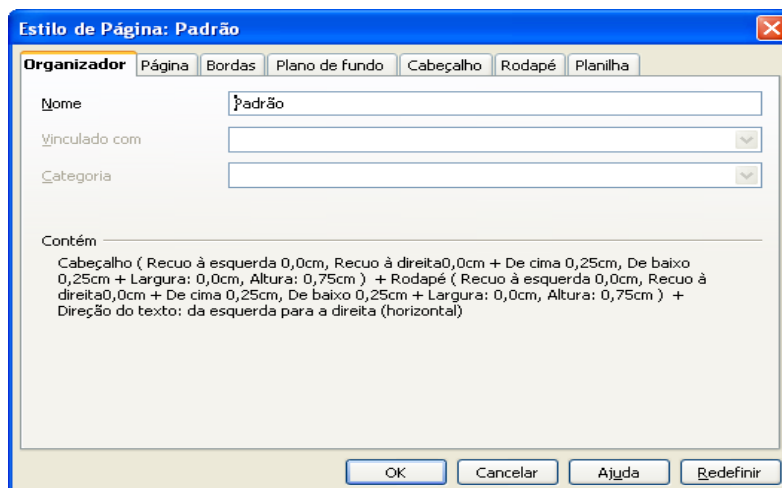 Estilo de Página: Padrão
Organizador Página Bordas Plano de fundo Cabeçalho Rodapé Planilha
Nome Padrão
Vinculado com
Categoria
Contém
Cabeçalho ( Recuo à esquerda 0,0cm, Recuo à direita0,0cm + De cima 0,25cm, De baixo
0,25cm + Largura: 0,0cm, Altura: 0,75cm ) + Rodapé ( Recuo à esquerda 0,0cm, Recuo à
direita0,0cm + De cima 0,25cm, De baixo 0,25cm + Largura: 0,0cm, Altura: 0,75cm ) +
Direção do texto: da esquerda para a direita (horizontal)
OK Cancelar Ajuda Redefinir